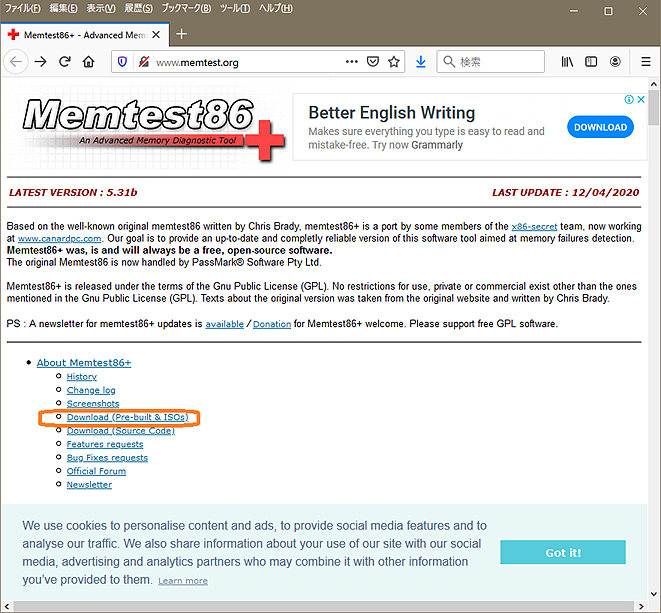 ファイル(F) 編集(E) 表示(V) 履歴(S) ブックマーク(B) ツール(T) ヘルプ(H)
Memtest86+ - Advanced Mem
www.memtest.org
検索
Memtest86
An Advanced Memory Diagnostic Tool
Better English Writing
Makes sure everything you type is easy to read and
mistake-free. Try now Grammarly
DOWNLOAD
LATEST VERSION : 5.31b
LAST UPDATE : 12/04/2020
Based on the well-known original memtest86 written by Chris Brady, memtest86+ is a port by some members of the x86-secret team, now working
at www.canardpc.com. Our goal is to provide an up-to-date and completly reliable version of this software tool aimed at memory failures detection.
Memtest86+ was, is and will always be a free, open-source software.
The original Memtest86 is now handled by PassMark® Software Pty Ltd.
Memtest86+ is released under the terms of the Gnu Public License (GPL). No restrictions for use, private or commercial exist other than the ones
mentioned in the Gnu Public License (GPL). Texts about the original version was taken from the original website and written by Chris Brady.
PS : A newsletter for memtest86+ updates is available / Donation for Memtest86+ welcome. Please support free GPL software.
About Memtest86+
History
Change log
Screenshots
Download (Pre-built & ISOs)
Download (Source Code)
Features requests
Bug Fixes requests
Official Forum
Newsletter
We use cookies to personalise content and ads, to provide social media features and to
analyse our traffic. We also share information about your use of our site with our social
media, advertising and analytics partners who may combine it with other information
you've provided to them. Learn more
Got it!